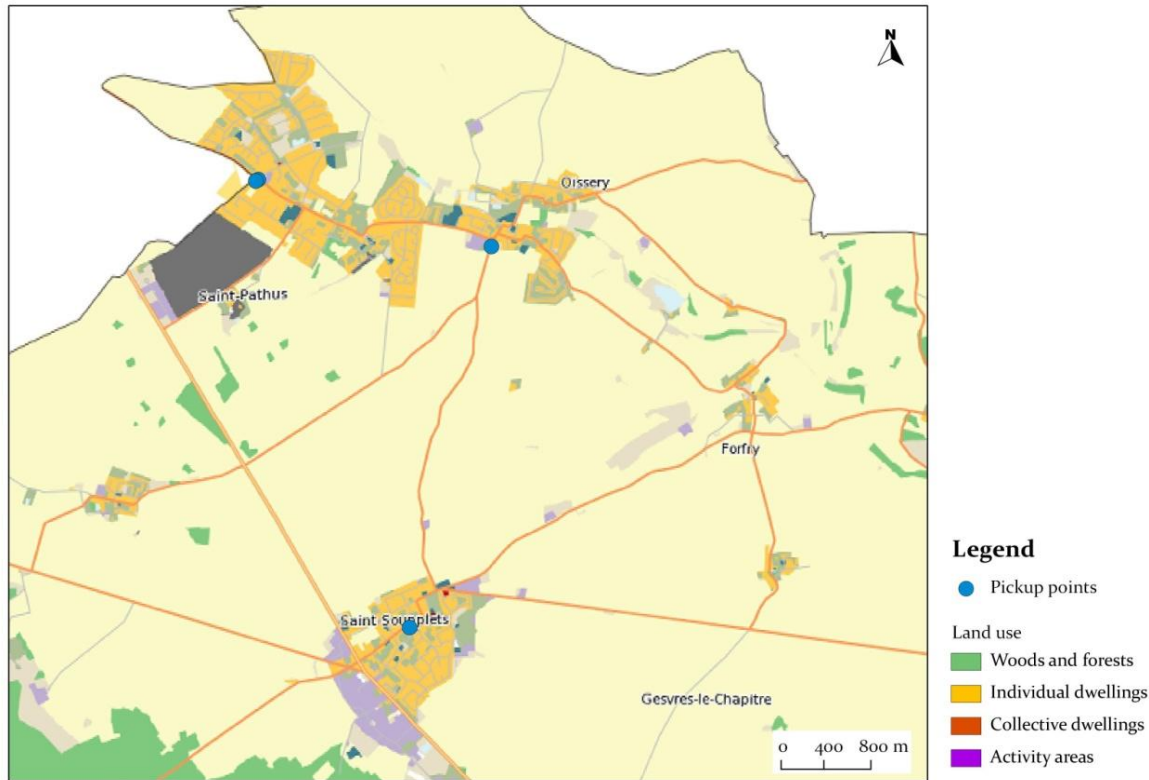 N
Oissery
Saint-Pathus
Forfry
Saint Soupplets
Gesvres-le-Chapitre
0 400 800 m
Legend
Pickup points
Land use
Woods and forests
Individual dwellings
Collective dwellings
Activity areas